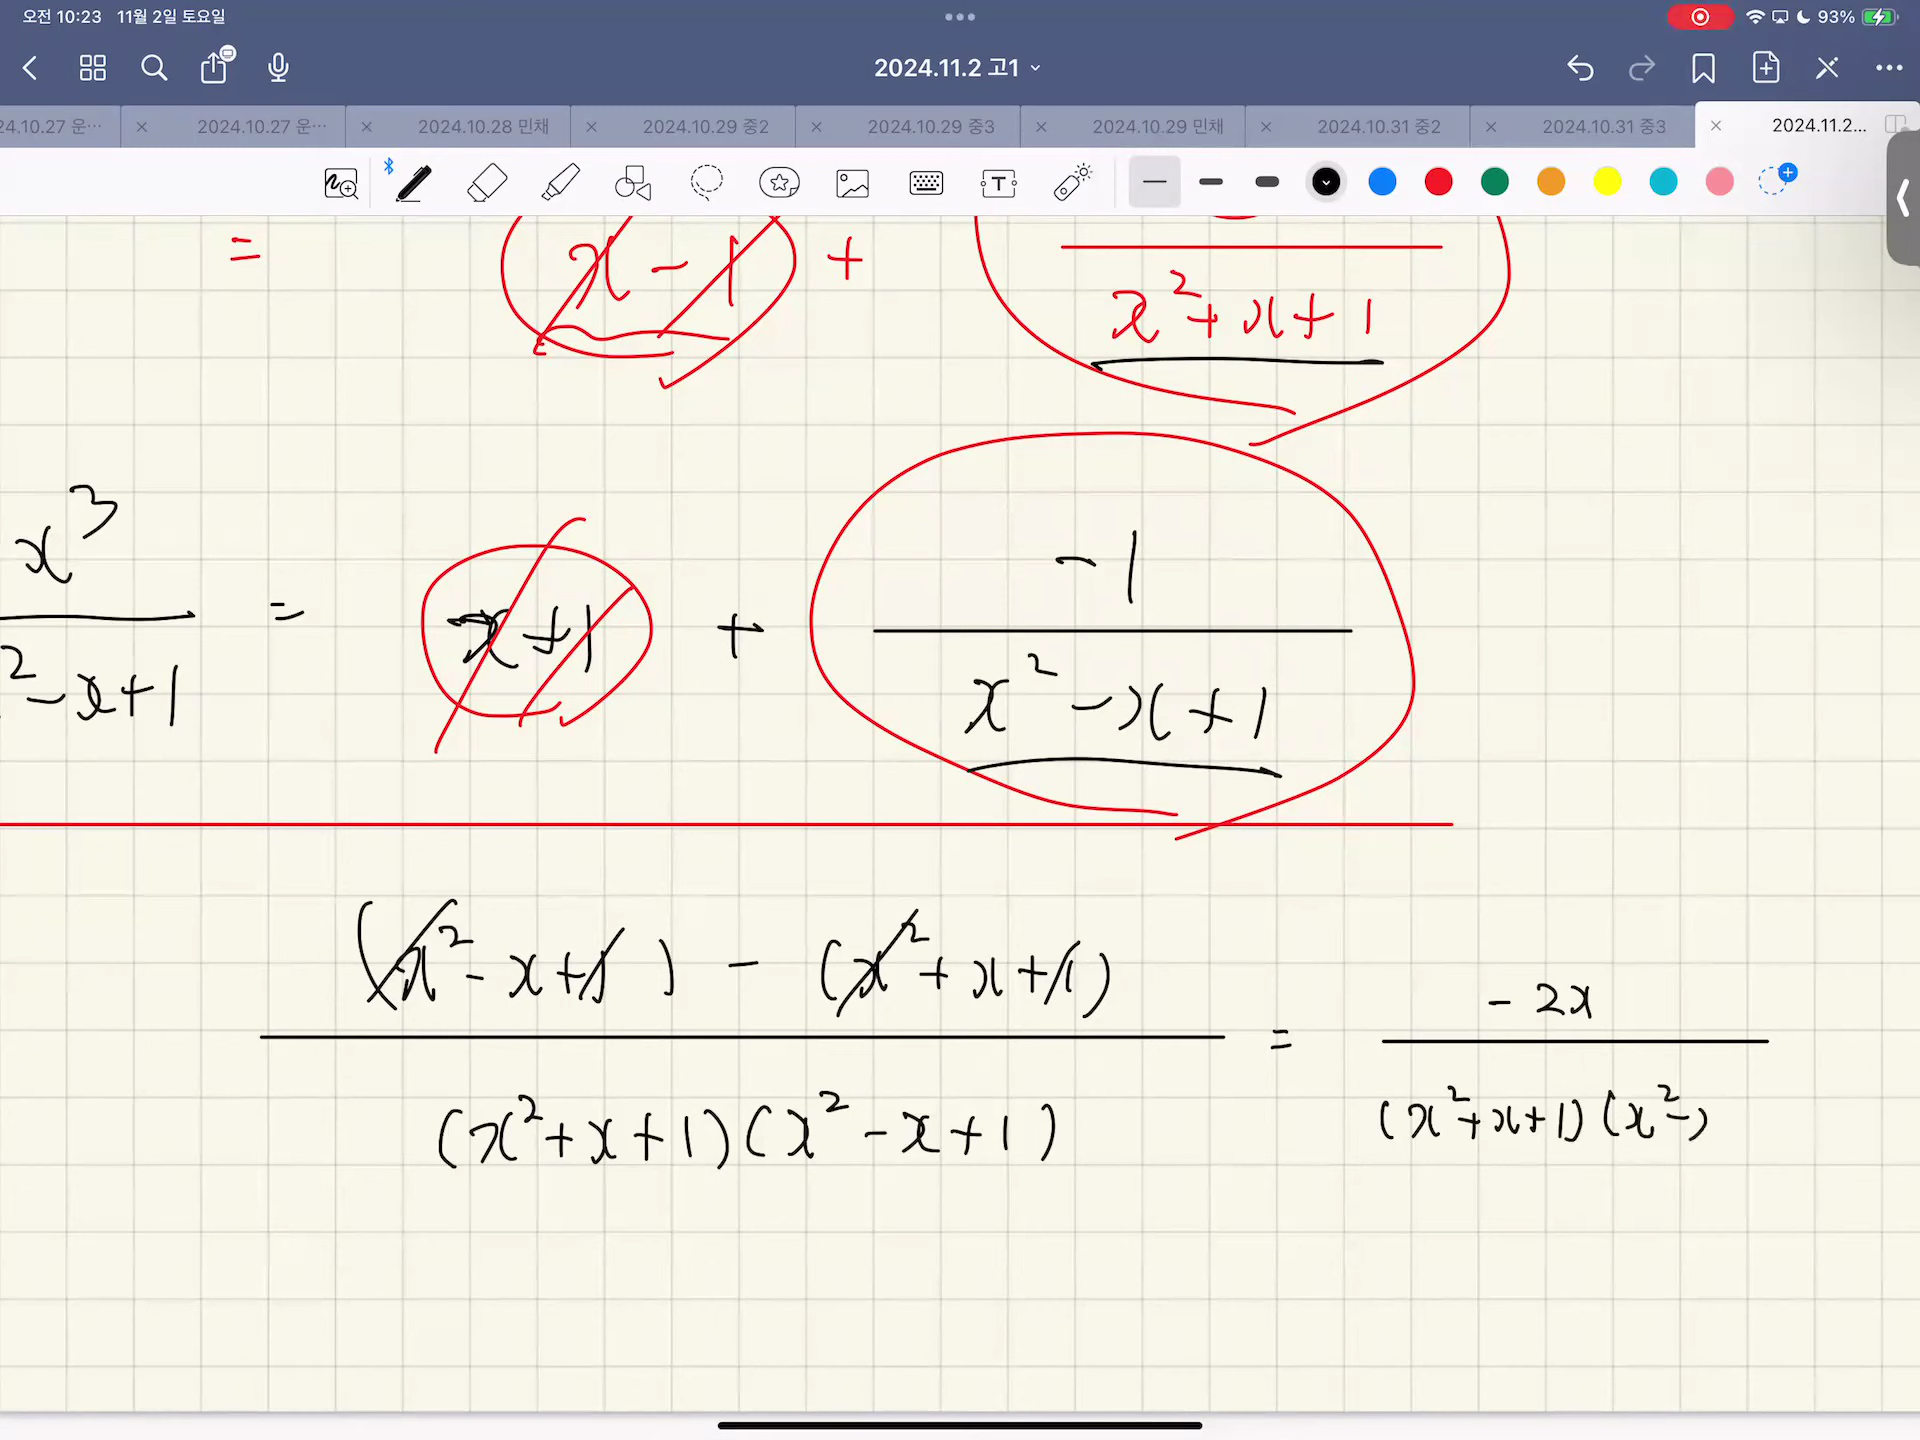 오전 10:23 11월 2일 토요일 93%
2024.11.2 고1
24.10.27 운… 2024.10.27 운… 2024.10.28 민채 2024.10.29 중2 2024.10.29 중3 2024.10.29 민채 2024.10.31 중2 2024.10.31 중3 2024.11.2...
= x - 1 +
x² + x + 1
x³ = x + 1 + -1
² - x + 1 x² - x + 1
(x² - x + 1) - (x² + x + 1) = -2x
(x² + x + 1)(x² - x + 1) (x² + x + 1)(x² -